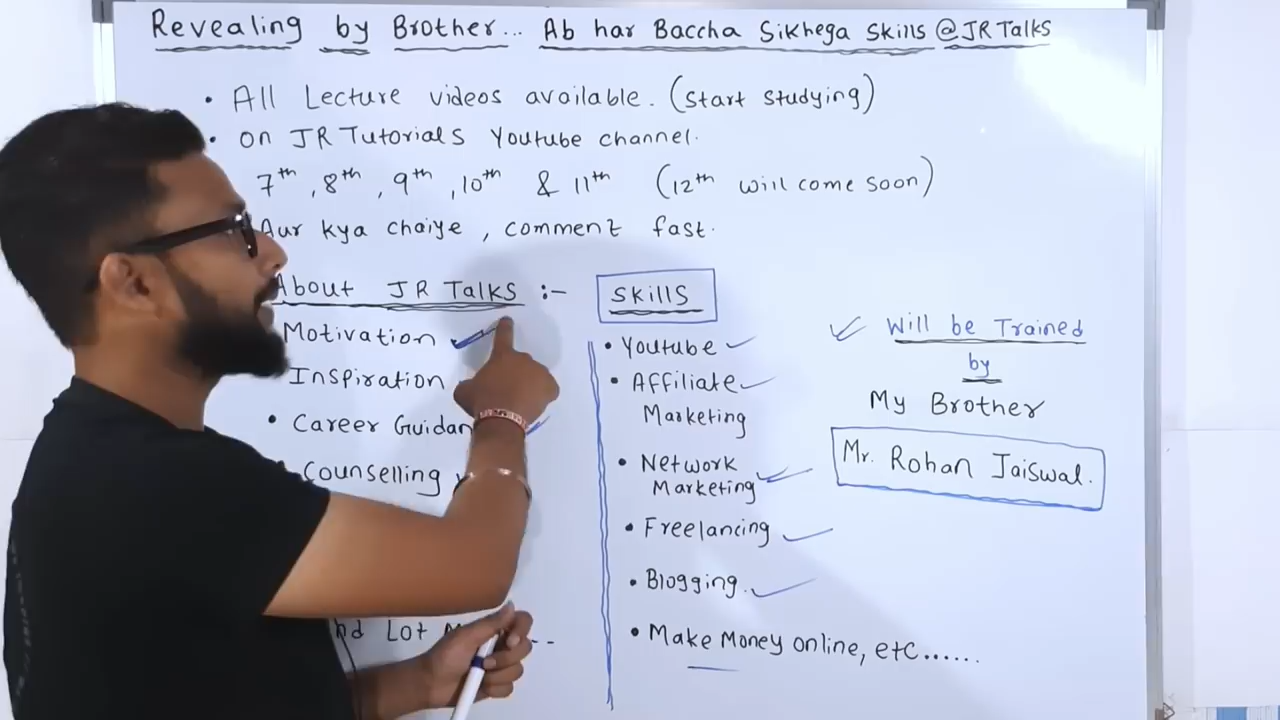 Revealing by Brother... Ab har Baccha Sikhega Skills @JR Talks
• All Lecture videos available. (Start studying)
• on JR Tutorials Youtube channel.
7th, 8th, 9th, 10th & 11th (12th will come soon)
Aur kya chaiye, comment fast.
About JR Talks :-
Motivation
Inspiration
• Career Guidan
Counselling
Lot
Skills
• Youtube
• Affiliate
Marketing
• Network
Marketing
• Freelancing
• Blogging.
• Make Money online, etc......
Will be Trained
by
My Brother
Mr. Rohan Jaiswal.